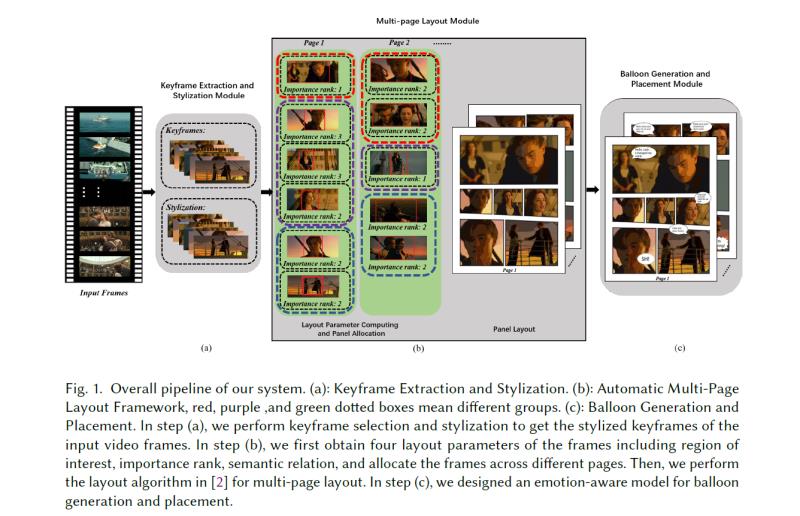 Multi-page Layout Module
Page 1
Page 2
........
Keyframe Extraction and
Stylization Module
Keyframes:
Stylization:
Input Frames
Importance rank: 1
Importance rank: 3
Importance rank: 3
Importance rank: 2
Importance rank: 2
Importance rank: 2
Importance rank: 2
Importance rank: 2
Importance rank: 1
Importance rank: 2
Importance rank: 2
Layout Parameter Computing
and Panel Allocation
Page 1
Panel Layout
Balloon Generation and
Placement Module
Page 1
(a)
(b)
(c)
Fig. 1. Overall pipeline of our system. (a): Keyframe Extraction and Stylization. (b): Automatic Multi-Page
Layout Framework, red, purple ,and green dotted boxes mean different groups. (c): Balloon Generation and
Placement. In step (a), we perform keyframe selection and stylization to get the stylized keyframes of the
input video frames. In step (b), we first obtain four layout parameters of the frames including region of
interest, importance rank, semantic relation, and allocate the frames across different pages. Then, we perform
the layout algorithm in [2] for multi-page layout. In step (c), we designed an emotion-aware model for balloon
generation and placement.